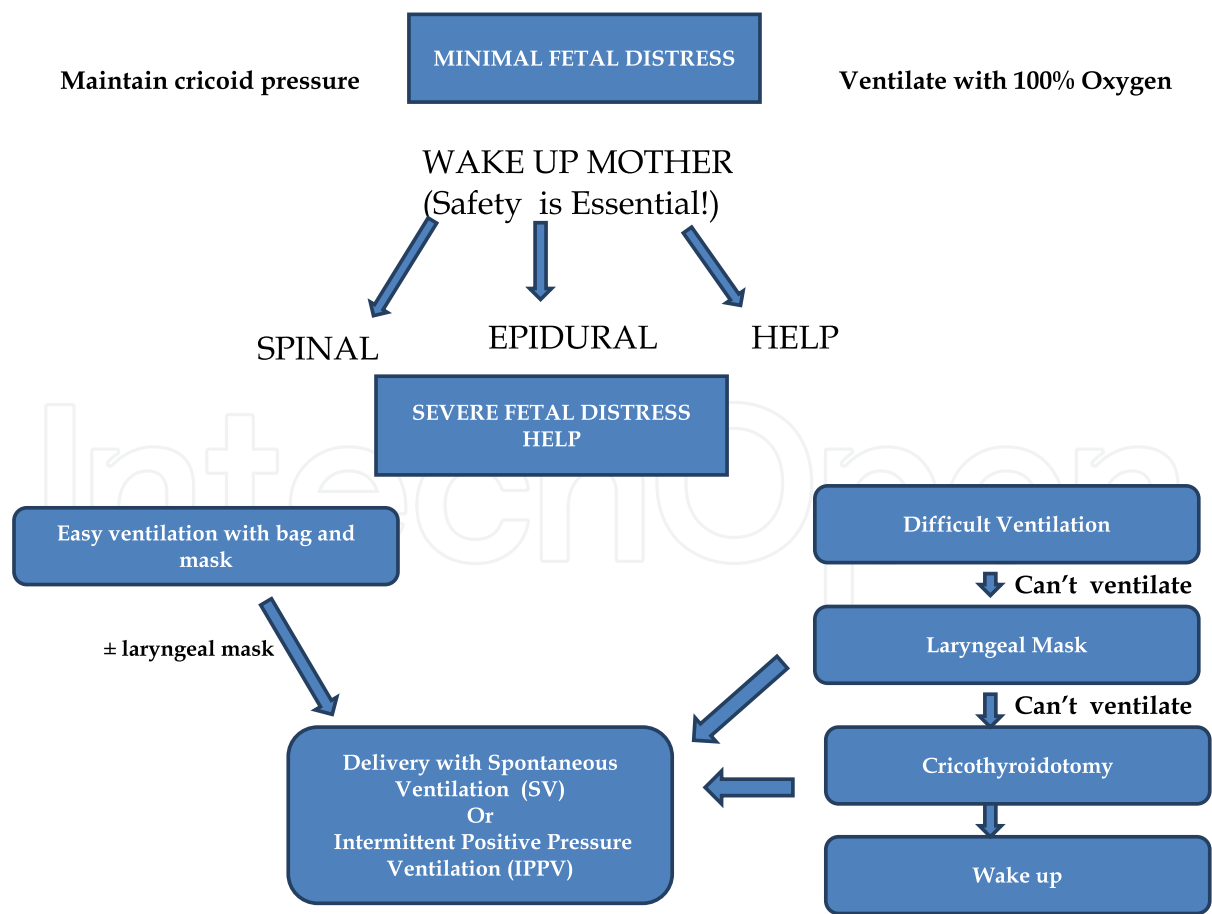 MINIMAL FETAL DISTRESS
Maintain cricoid pressure
Ventilate with 100% Oxygen
WAKE UP MOTHER
(Safety is Essential!)
SPINAL
EPIDURAL
HELP
SEVERE FETAL DISTRESS
HELP
IntechOpen
Easy ventilation with bag and
mask
Difficult Ventilation
Can't ventilate
± laryngeal mask
Laryngeal Mask
Can't ventilate
Delivery with Spontaneous
Ventilation (SV)
Or
Intermittent Positive Pressure
Ventilation (IPPV)
Cricothyroidotomy
Wake up